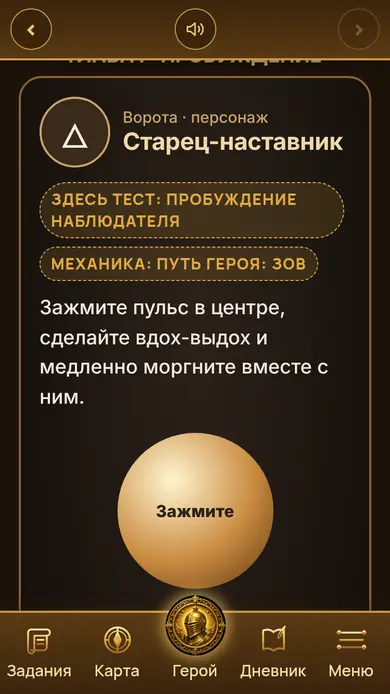 Ворота · персонаж
Старец-наставник
ЗДЕСЬ ТЕСТ: ПРОБУЖДЕНИЕ
НАБЛЮДАТЕЛЯ
МЕХАНИКА: ПУТЬ ГЕРОЯ: ЗОВ
Зажмите пульс в центре,
сделайте вдох-выдох и
медленно моргните вместе с
ним.
Зажмите
Задания
Карта
Герой
Дневник
Меню